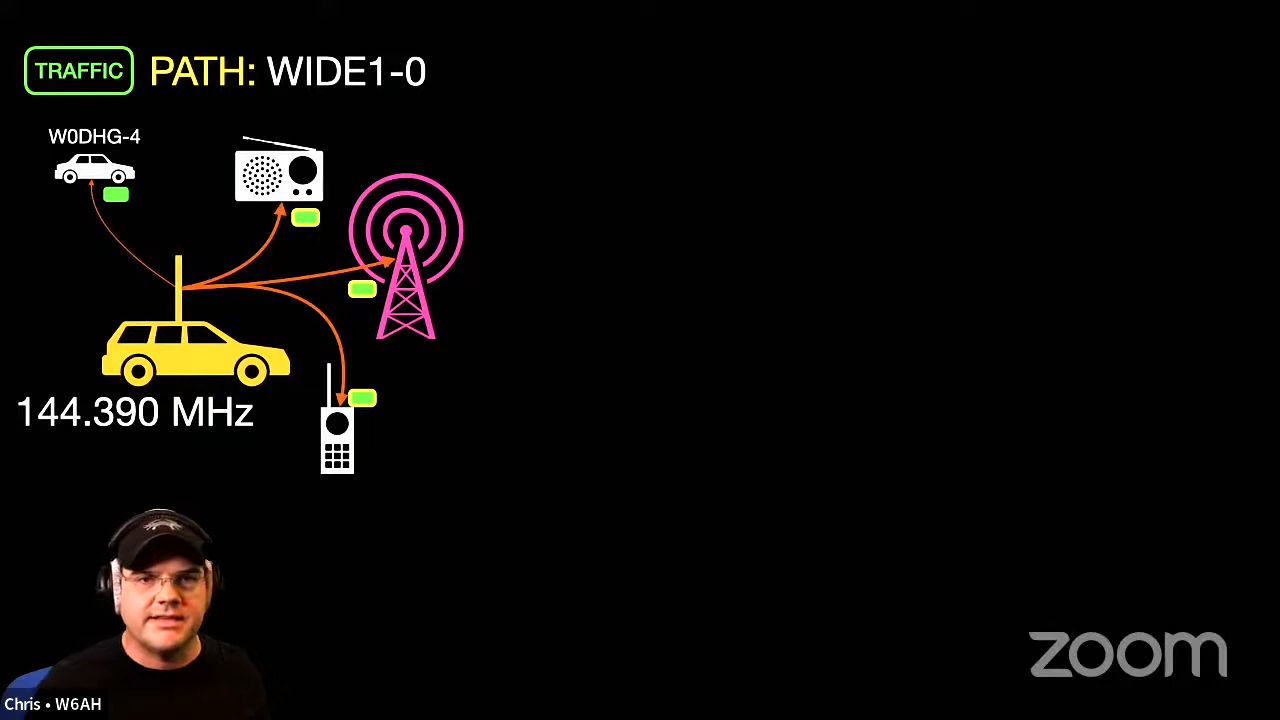 TRAFFIC PATH: WIDE1-0
W0DHG-4
144.390 MHz
zoom
Chris • W6AH